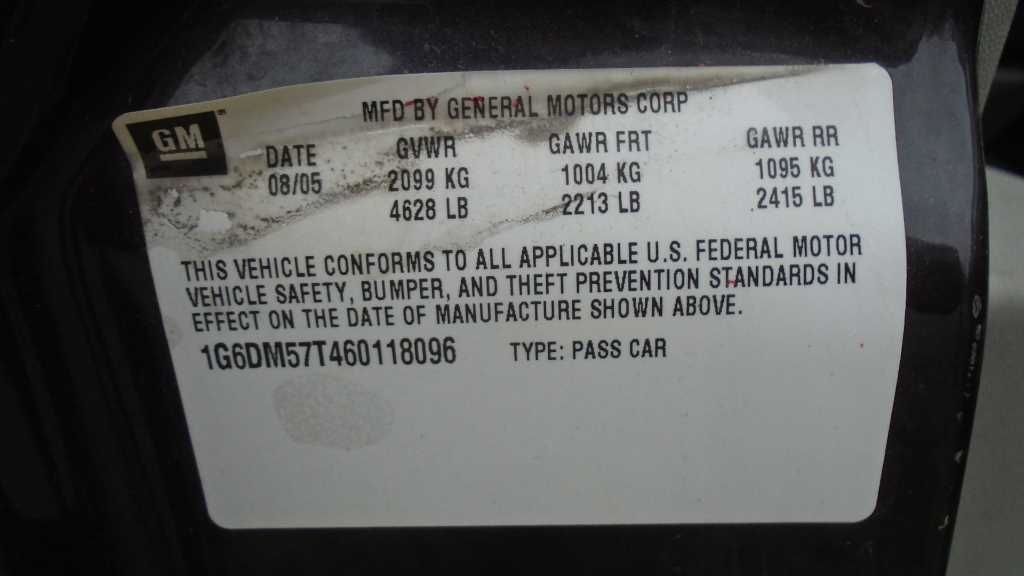 MFD BY GENERAL MOTORS CORP
GM
DATE GVWR GAWR FRT GAWR RR
08/05 2099 KG 1004 KG 1095 KG
4628 LB 2213 LB 2415 LB
THIS VEHICLE CONFORMS TO ALL APPLICABLE U.S. FEDERAL MOTOR
VEHICLE SAFETY, BUMPER, AND THEFT PREVENTION STANDARDS IN
EFFECT ON THE DATE OF MANUFACTURE SHOWN ABOVE.
1G6DM57T460118096 TYPE: PASS CAR